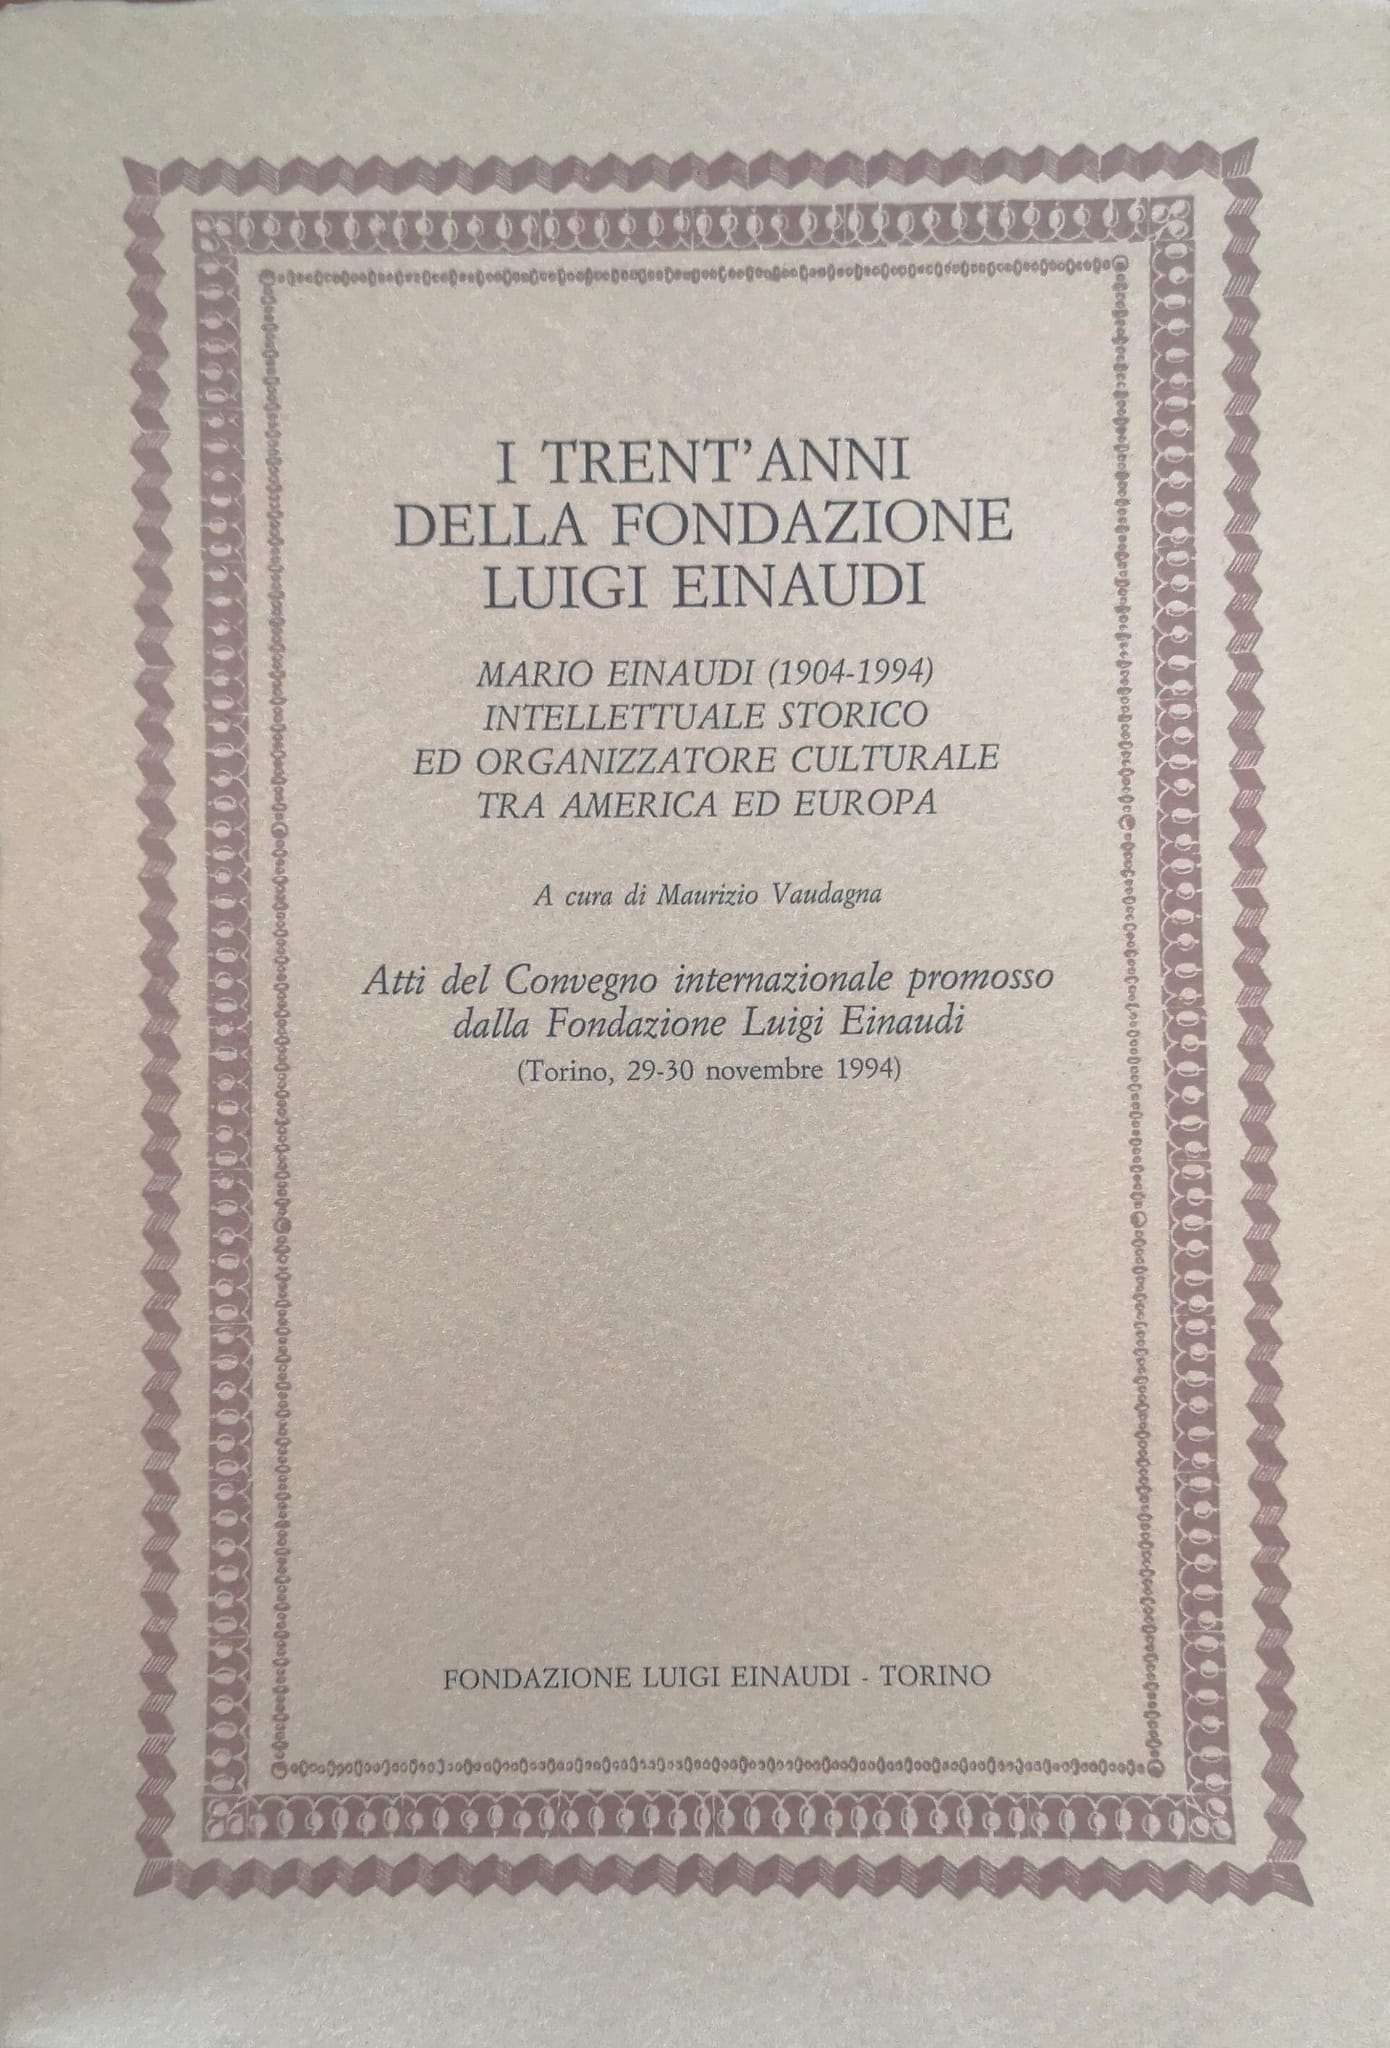 I TRENT'ANNI
DELLA FONDAZIONE
LUIGI EINAUDI
MARIO EINAUDI (1904-1994)
INTELLETTUALE STORICO
ED ORGANIZZATORE CULTURALE
TRA AMERICA ED EUROPA
A cura di Maurizio Vaudagna
Atti del Convegno internazionale promosso
dalla Fondazione Luigi Einaudi
(Torino, 29-30 novembre 1994)
FONDAZIONE LUIGI EINAUDI - TORINO